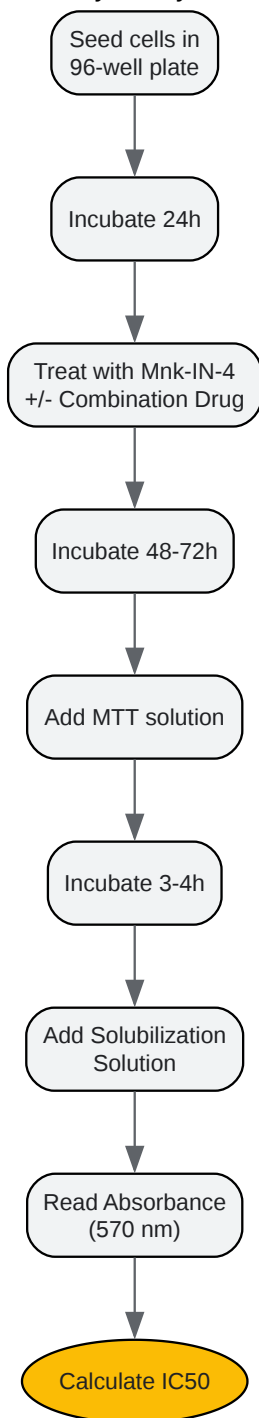 Seed cells in
96-well plate
Incubate 24h
Treat with Mnk-IN-4
+/- Combination Drug
Incubate 48-72h
Add MTT solution
Incubate 3-4h
Add Solubilization
Solution
Read Absorbance
(570 nm)
Calculate IC50